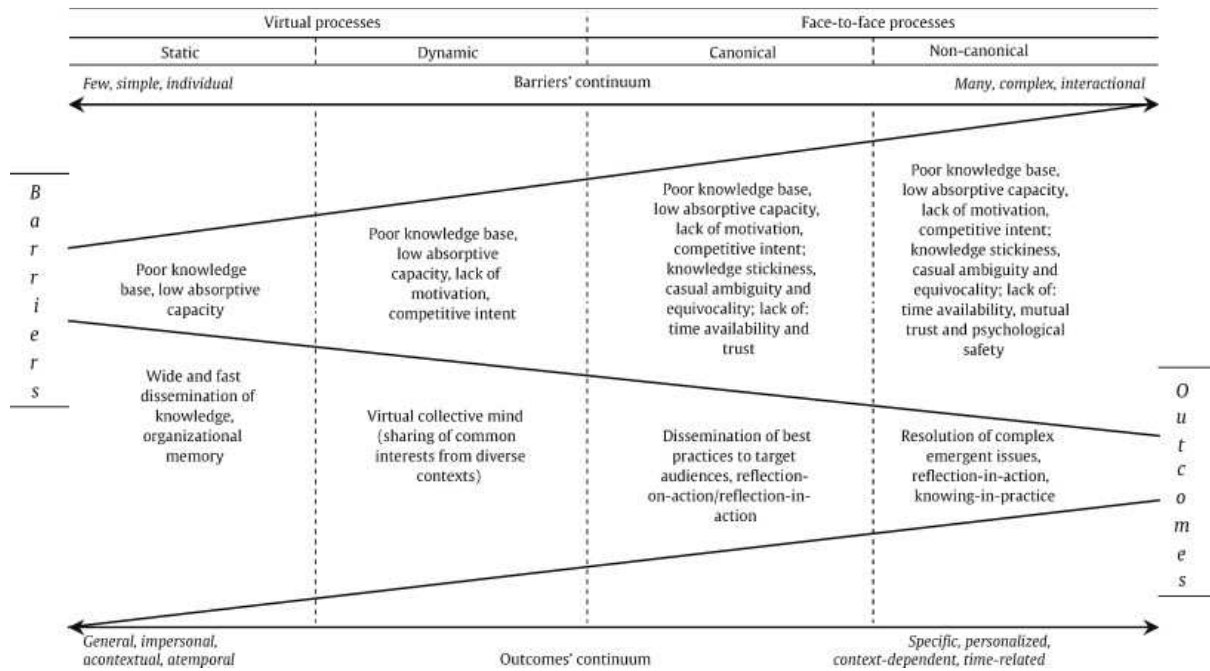 Virtual processes
Face-to-face processes
Static
Dynamic
Canonical
Non-canonical
Few, simple, individual
Barriers' continuum
Many, complex, interactional
Barriers
Poor knowledge
base, low absorptive
capacity
Poor knowledge base,
low absorptive
capacity, lack of
motivation,
competitive intent
Poor knowledge base,
low absorptive capacity,
lack of motivation,
competitive intent;
knowledge stickiness,
casual ambiguity and
equivocality; lack of:
time availability and
trust
Poor knowledge base,
low absorptive capacity,
lack of motivation,
competitive intent;
knowledge stickiness,
casual ambiguity and
equivocality; lack of:
time availability, mutual
trust and psychological
safety
Wide and fast
dissemination of
knowledge,
organizational
memory
Virtual collective mind
(sharing of common
interests from diverse
contexts)
Dissemination of best
practices to target
audiences, reflection-
on-action/reflection-in-
action
Resolution of complex
emergent issues,
reflection-in-action,
knowing-in-practice
Outcomes
General, impersonal,
acontextual, atemporal
Outcomes' continuum
Specific, personalized,
context-dependent, time-related